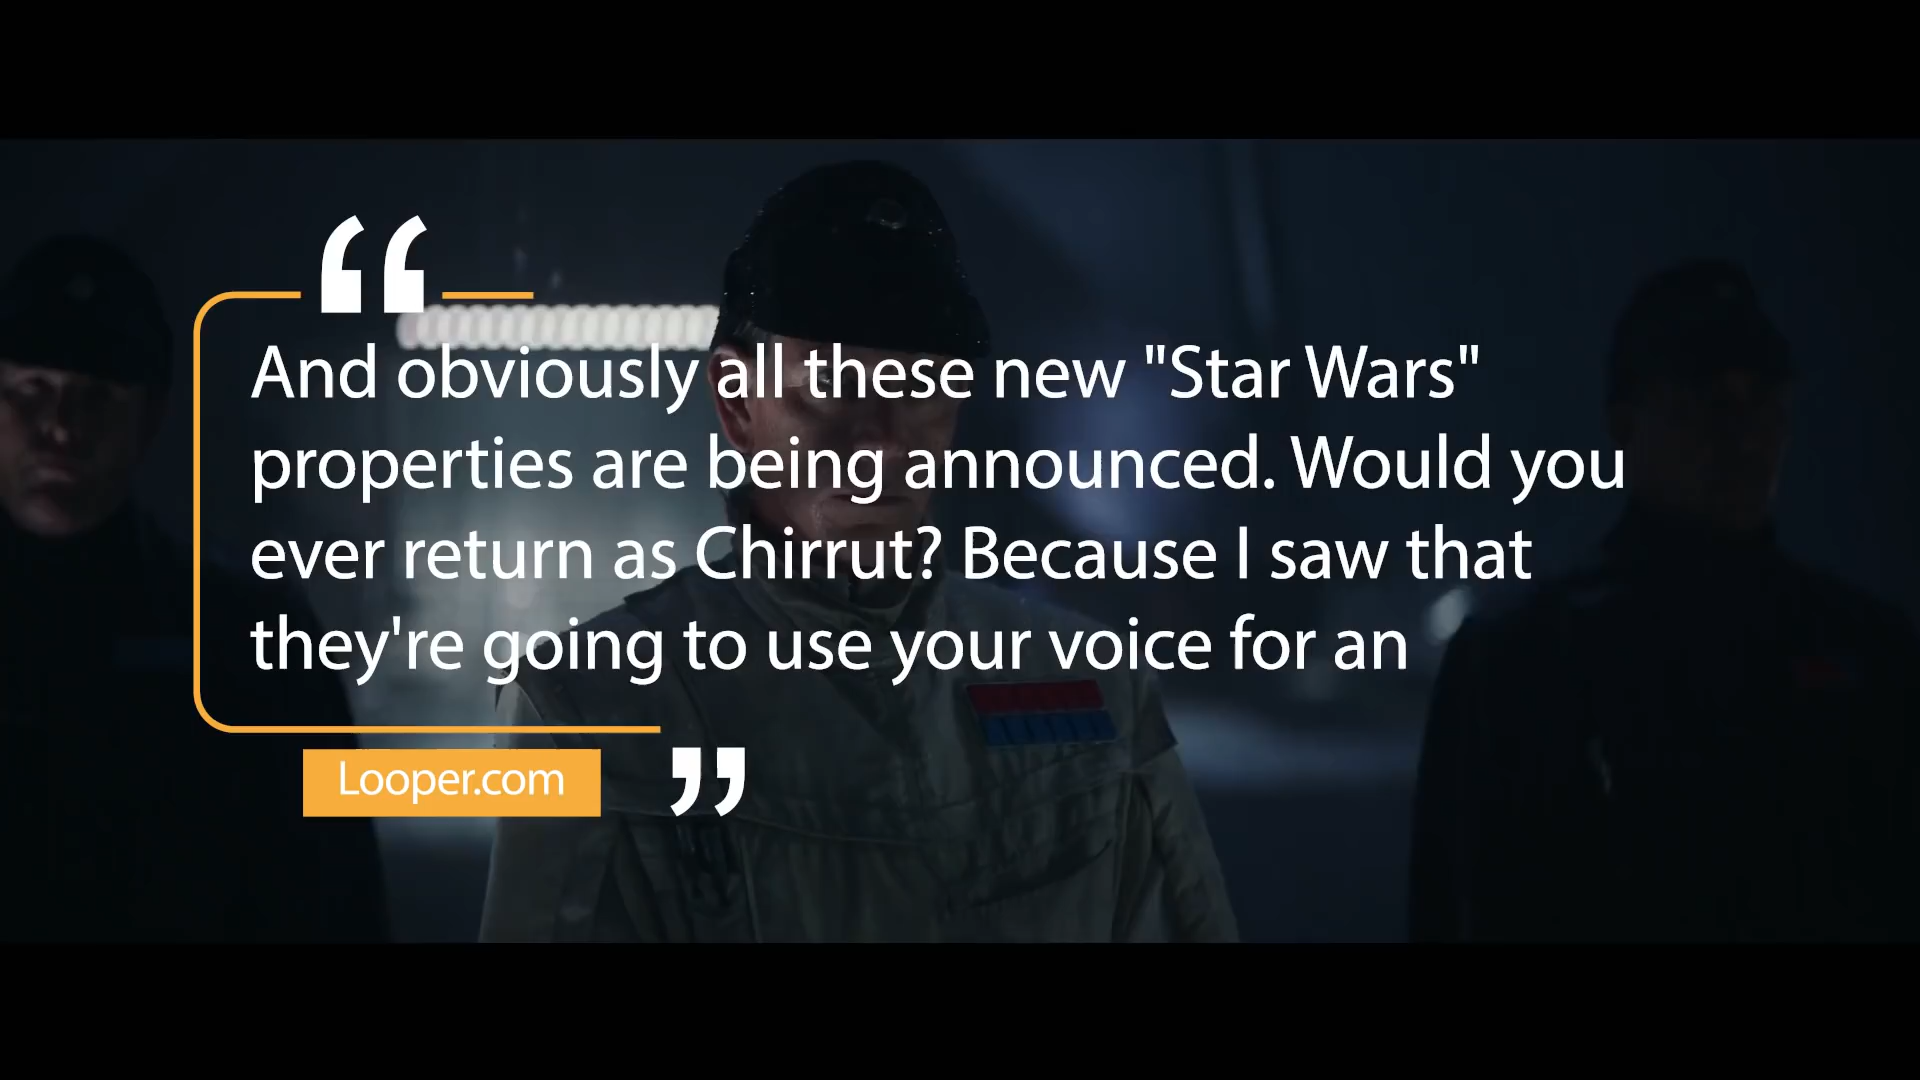 “
And obviously all these new "Star Wars"
properties are being announced. Would you
ever return as Chirrut? Because I saw that
they're going to use your voice for an
Looper.com
”